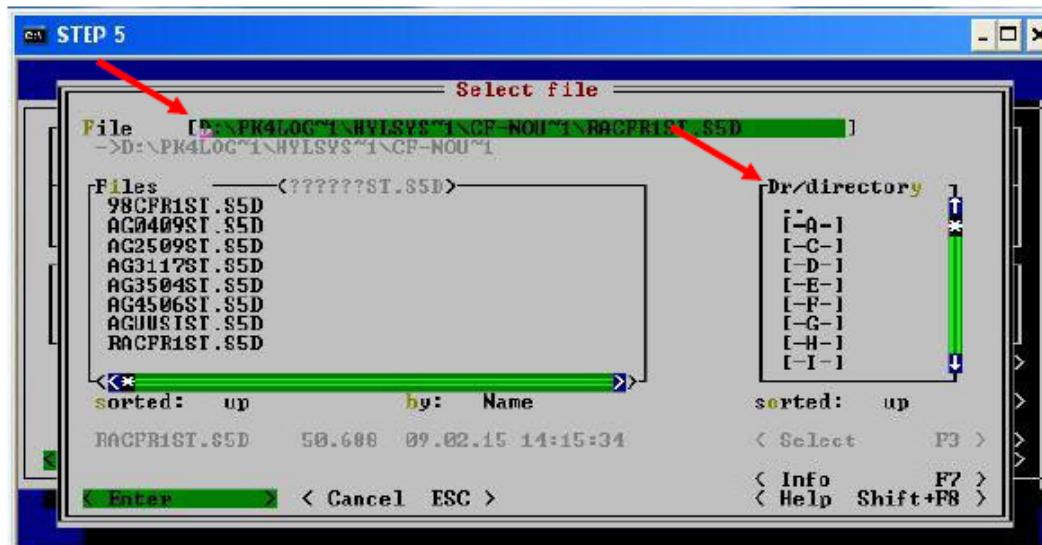 STEP 5
Select file
File [D:\PK4LOG~1\HYLSYS~1\CF-NOU~1\RACFR1ST.S5D ]
->D:\PK4LOG~1\HYLSYS~1\CF-NOU~1
Files <??????ST.S5D> Dr/directory
98CFR1ST.S5D ..
AG0409ST.S5D [-A-]
AG2509ST.S5D [-C-]
AG3117ST.S5D [-D-]
AG3504ST.S5D [-E-]
AG4506ST.S5D [-F-]
AGUUSIST.S5D [-G-]
RACFR1ST.S5D [-H-]
[-I-]
sorted: up by: Name sorted: up
RACFR1ST.S5D 50.688 09.02.15 14:15:34 < Select F3 >
< Info F7 >
< Enter > < Cancel ESC > < Help Shift+F8 >